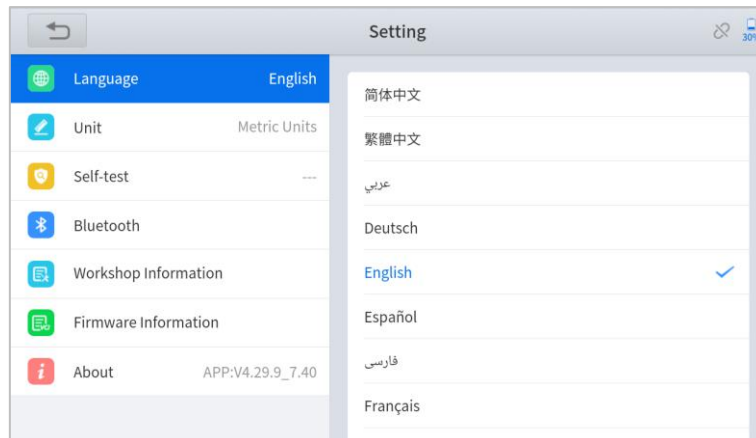 Setting
30%
Language English
Unit Metric Units
Self-test ---
Bluetooth
Workshop Information
Firmware Information
About APP:V4.29.9_7.40
简体中文
繁體中文
عربي
Deutsch
English
Español
فارسی
Français